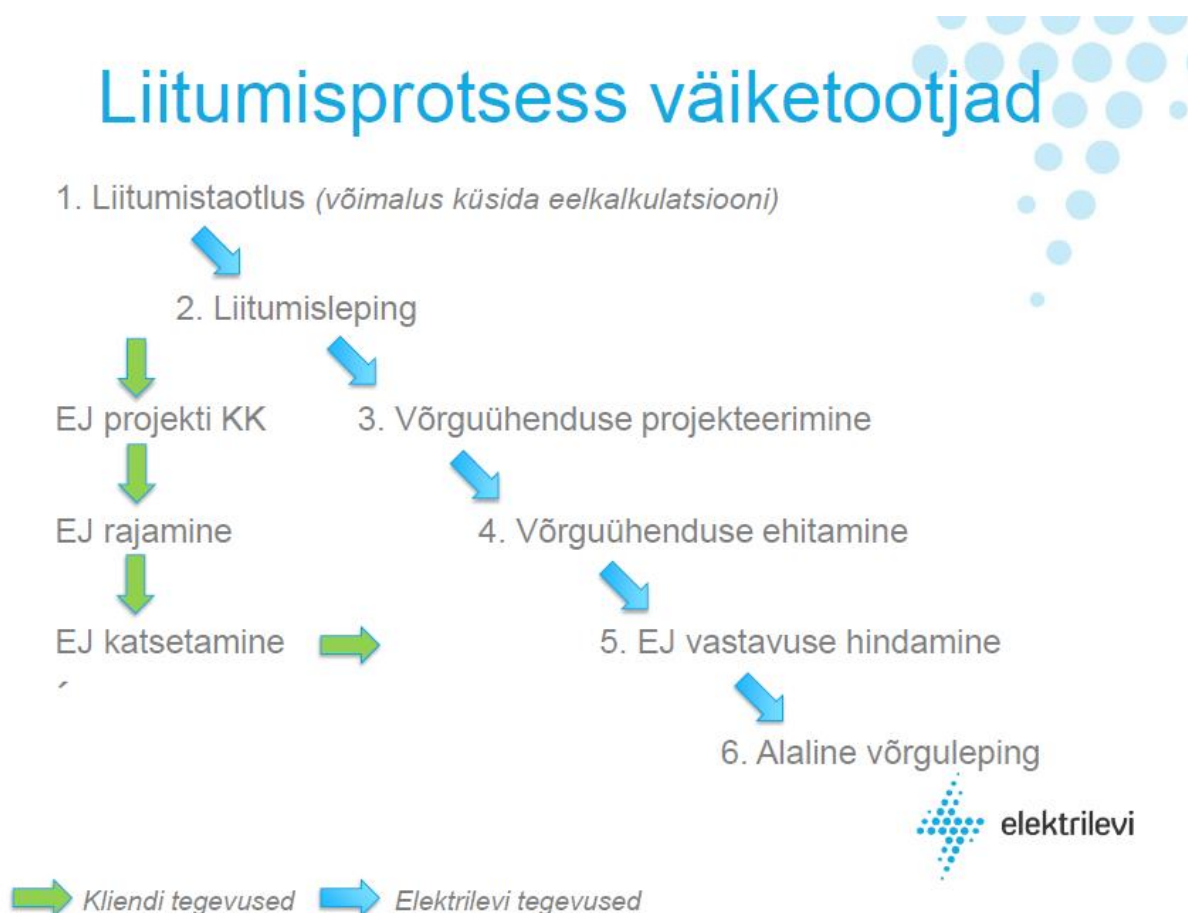 Liitumisprotsess väiketootjad
1. Liitumistaotlus (võimalus küsida eelkalkulatsiooni)
2. Liitumisleping
EJ projekti KK
3. Võrguühenduse projekteerimine
EJ rajamine
4. Võrguühenduse ehitamine
EJ katsetamine
5. EJ vastavuse hindamine
´
6. Alaline võrguleping
elektrilevi
Kliendi tegevused
Elektrilevi tegevused